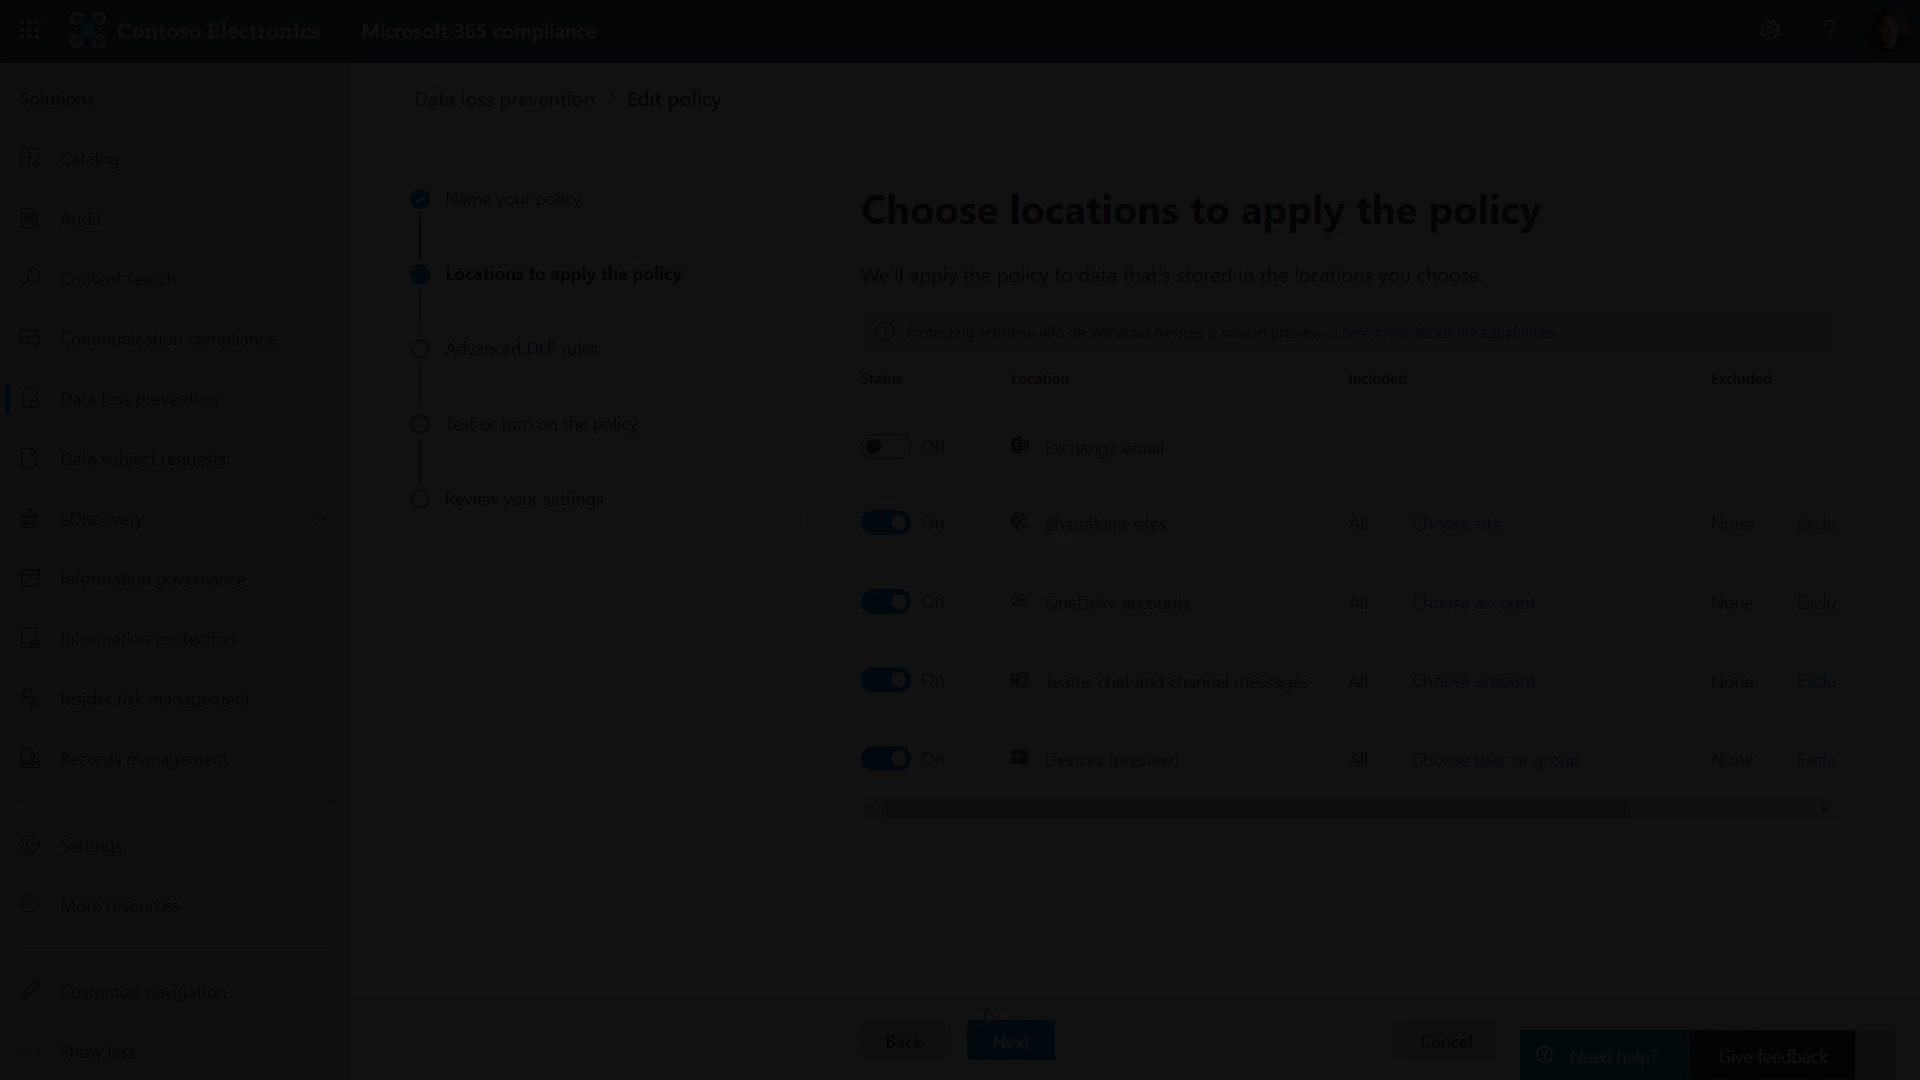 Contoso Electronics
Microsoft 365 compliance
Solutions
Catalog
Audit
Content search
Communication compliance
Data loss prevention
Data subject requests
eDiscovery
Information governance
Information protection
Insider risk management
Records management
Settings
More resources
Customize navigation
Show less
Data loss prevention > Edit policy
Name your policy
Locations to apply the policy
Advanced DLP rules
Test or turn on the policy
Review your settings
Choose locations to apply the policy
We'll apply the policy to data that's stored in the locations you choose.
Protecting sensitive info on Windows devices is now in preview. Learn more about the capabilities
Status Location Included Excluded
Off Exchange email
On SharePoint sites All Choose site None Exclu
On OneDrive accounts All Choose account None Exclu
On Teams chat and channel messages All Choose account None Exclu
On Devices (preview) All Choose user or group None Exclu
Back Next Cancel
Need help? Give feedback